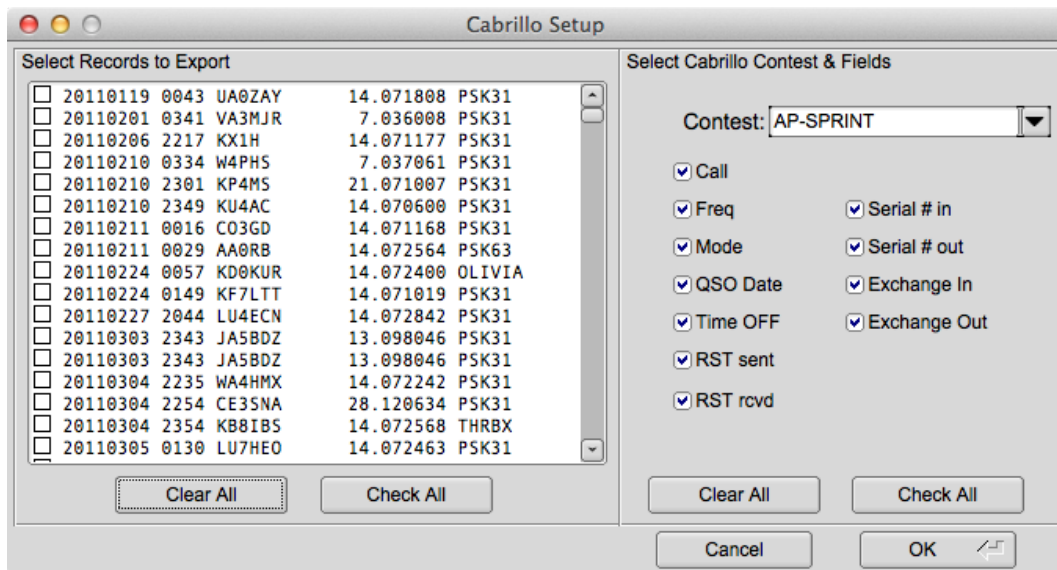 Cabrillo Setup
Select Records to Export
20110119 0043 UA0ZAY 14.071808 PSK31
20110201 0341 VA3MJR 7.036008 PSK31
20110206 2217 KX1H 14.071177 PSK31
20110210 0334 W4PHS 7.037061 PSK31
20110210 2301 KP4MS 21.071007 PSK31
20110210 2349 KU4AC 14.070600 PSK31
20110211 0016 CO3GD 14.071168 PSK31
20110211 0029 AA0RB 14.072564 PSK63
20110224 0057 KD0KUR 14.072400 OLIVIA
20110224 0149 KF7LTT 14.071019 PSK31
20110227 2044 LU4ECN 14.072842 PSK31
20110303 2343 JA5BDZ 13.098046 PSK31
20110303 2343 JA5BDZ 13.098046 PSK31
20110304 2235 WA4HMX 14.072242 PSK31
20110304 2254 CE3SNA 28.120634 PSK31
20110304 2354 KB8IBS 14.072568 THRBX
20110305 0130 LU7HEO 14.072463 PSK31
Clear All Check All
Select Cabrillo Contest & Fields
Contest: AP-SPRINT
Call
Freq Serial # in
Mode Serial # out
QSO Date Exchange In
Time OFF Exchange Out
RST sent
RST rcvd
Clear All Check All
Cancel OK